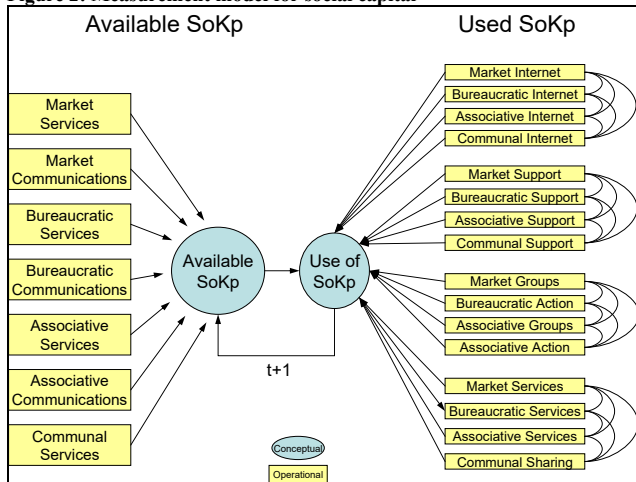 Figure 2: Measurement model for social capital
Available SoKp
Used SoKp
Market
Services
Market
Communications
Bureaucratic
Services
Bureaucratic
Communications
Associative
Services
Associative
Communications
Communal
Services
Available
SoKp
Use of
SoKp
t+1
Conceptual
Operational
Market Internet
Bureaucratic Internet
Associative Internet
Communal Internet
Market Support
Bureaucratic Support
Associative Support
Communal Support
Market Groups
Bureaucratic Action
Associative Groups
Associative Action
Market Services
Bureaucratic Services
Associative Services
Communal Sharing